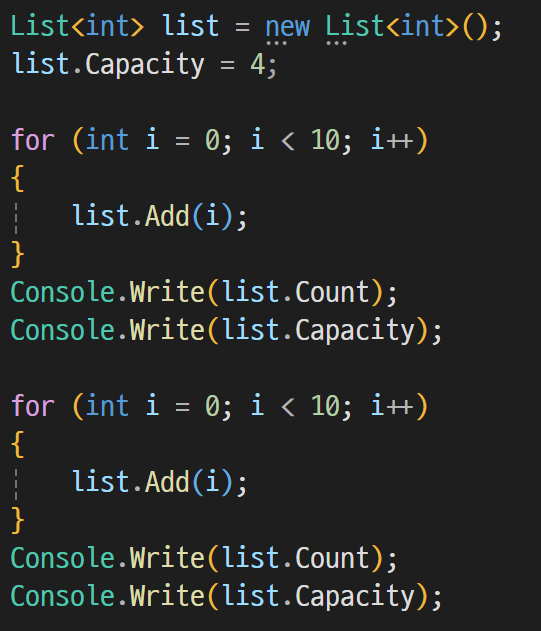 List<int> list = new List<int>();
list.Capacity = 4;
for (int i = 0; i < 10; i++)
{
list.Add(i);
}
Console.Write(list.Count);
Console.Write(list.Capacity);
for (int i = 0; i < 10; i++)
{
list.Add(i);
}
Console.Write(list.Count);
Console.Write(list.Capacity);